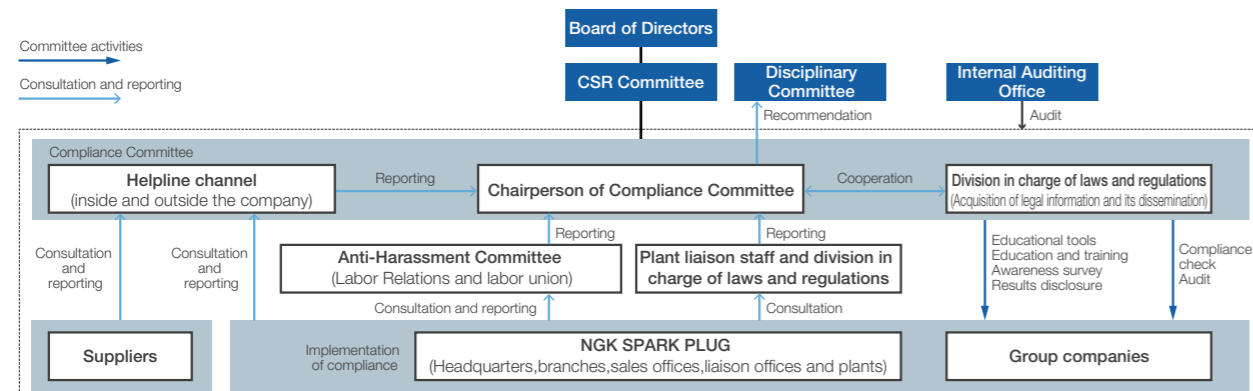 Board of Directors
Committee activities
Consultation and reporting
CSR Committee
Disciplinary
Committee
Internal Auditing
Office
Recommendation
Audit
Compliance Committee
Helpline channel
(inside and outside the company)
Reporting
Chairperson of Compliance Committee
Cooperation
Division in charge of laws and regulations
(Acquisition of legal information and its dissemination)
Consultation
and
reporting
Consultation
and
reporting
Reporting
Anti-Harassment Committee
(Labor Relations and labor union)
Reporting
Plant liaison staff and division in
charge of laws and regulations
Educational tools
Education and training
Awareness survey
Results disclosure
Compliance
check
Audit
Consultation and reporting
Consultation
Suppliers
Implementation
of compliance
NGK SPARK PLUG
(Headquarters,branches,sales offices,liaison offices and plants)
Group companies